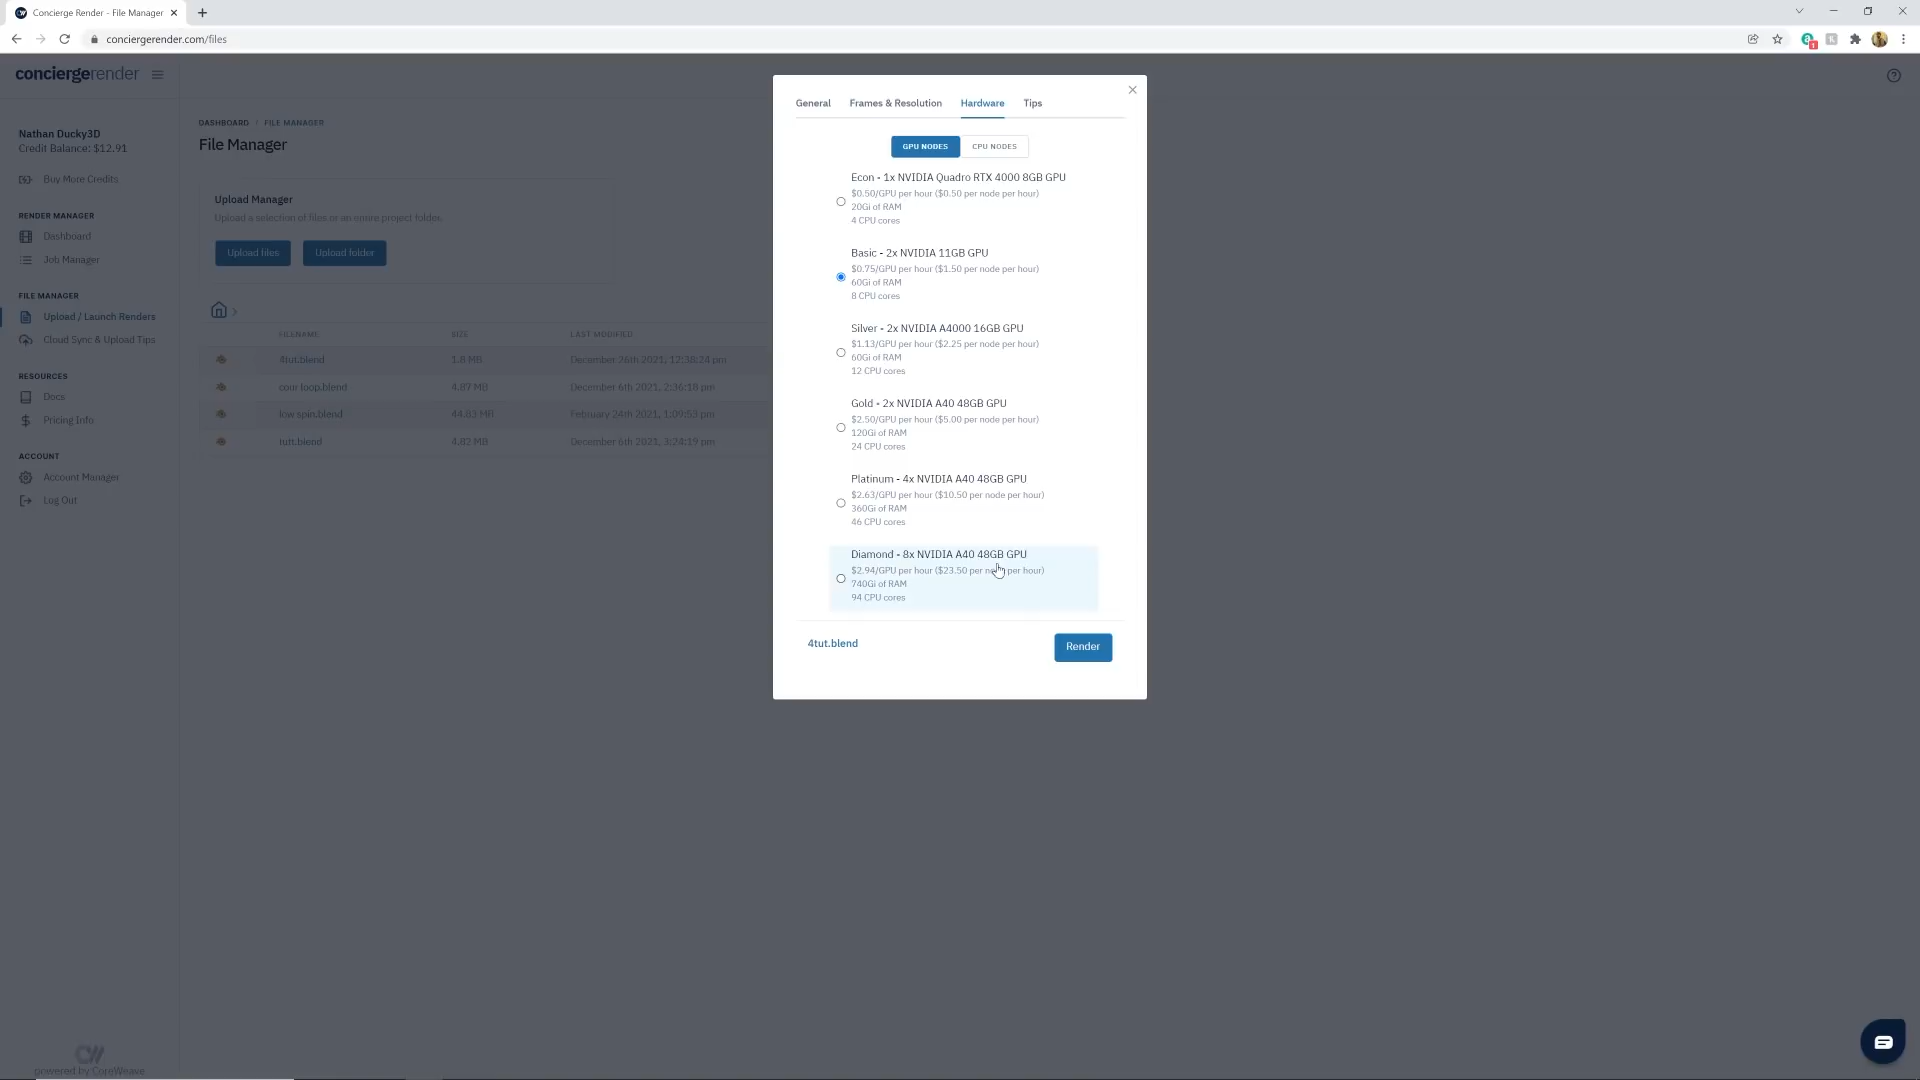 Concierge Render - File Manager
conciergerender.com/files
conciergerender
Nathan Ducky3D
Credit Balance: $12.91
Buy More Credits
RENDER MANAGER
Dashboard
Job Manager
FILE MANAGER
Upload / Launch Renders
Cloud Sync & Upload Tips
RESOURCES
Docs
Pricing Info
ACCOUNT
Account Manager
Log Out
powered by CoreWeave
DASHBOARD / FILE MANAGER
File Manager
Upload Manager
Upload a selection of files or an entire project folder.
Upload files Upload folder
FILENAME SIZE LAST MODIFIED
4tut.blend 1.8 MB December 26th 2021, 12:38:24 pm
cour loop.blend 4.87 MB December 6th 2021, 2:36:18 pm
low spin.blend 44.03 MB February 24th 2021, 1:09:53 pm
tutt.blend 4.82 MB December 6th 2021, 3:24:19 pm
General Frames & Resolution Hardware Tips
GPU NODES CPU NODES
Econ - 1x NVIDIA Quadro RTX 4000 8GB GPU
$0.50/GPU per hour ($0.50 per node per hour)
20Gi of RAM
4 CPU cores
Basic - 2x NVIDIA 11GB GPU
$0.75/GPU per hour ($1.50 per node per hour)
60Gi of RAM
8 CPU cores
Silver - 2x NVIDIA A4000 16GB GPU
$1.13/GPU per hour ($2.25 per node per hour)
60Gi of RAM
12 CPU cores
Gold - 2x NVIDIA A40 48GB GPU
$2.50/GPU per hour ($5.00 per node per hour)
120Gi of RAM
24 CPU cores
Platinum - 4x NVIDIA A40 48GB GPU
$2.63/GPU per hour ($10.50 per node per hour)
360Gi of RAM
46 CPU cores
Diamond - 8x NVIDIA A40 48GB GPU
$2.94/GPU per hour ($23.50 per node per hour)
740Gi of RAM
94 CPU cores
4tut.blend
Render